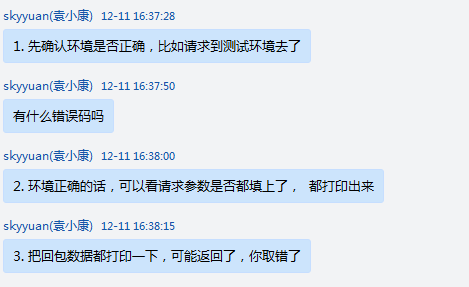 skyyuan(袁小康) 12-11 16:37:28
1. 先确认环境是否正确，比如请求到测试环境去了
skyyuan(袁小康) 12-11 16:37:50
有什么错误码吗
skyyuan(袁小康) 12-11 16:38:00
2. 环境正确的话，可以看请求参数是否都填上了， 都打印出来
skyyuan(袁小康) 12-11 16:38:15
3. 把回包数据都打印一下，可能返回了，你取错了